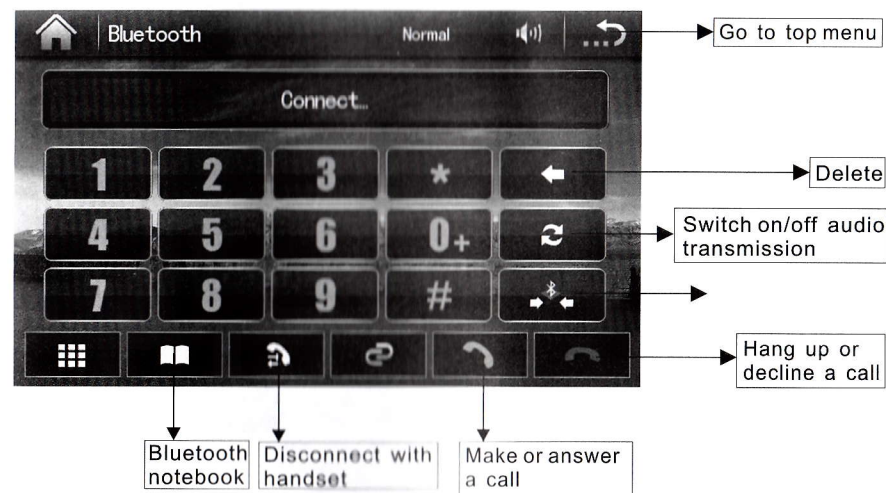 Bluetooth
Normal
Go to top menu
Connect...
1 2 3 *
Delete
4 5 6 0+
Switch on/off audio
transmission
7 8 9 #
Hang up or
decline a call
Bluetooth
notebook
Disconnect with
handset
Make or answer
a call